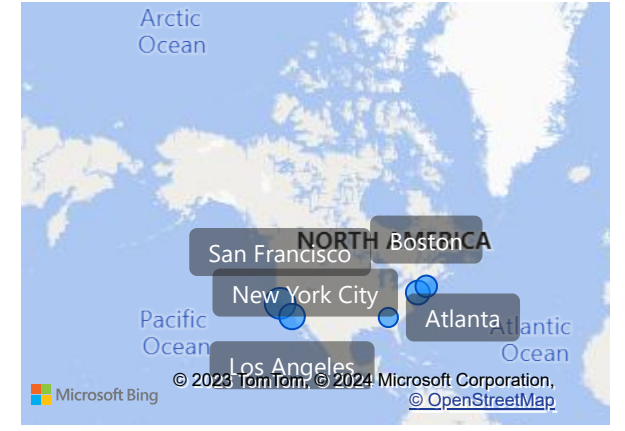 Arctic
Ocean
NORTH AMERICA
Boston
San Francisco
New York City
Atlanta
Pacific
Ocean
Atlantic
Ocean
Los Angeles
© 2023 TomTom, © 2024 Microsoft Corporation,
© OpenStreetMap
Microsoft Bing